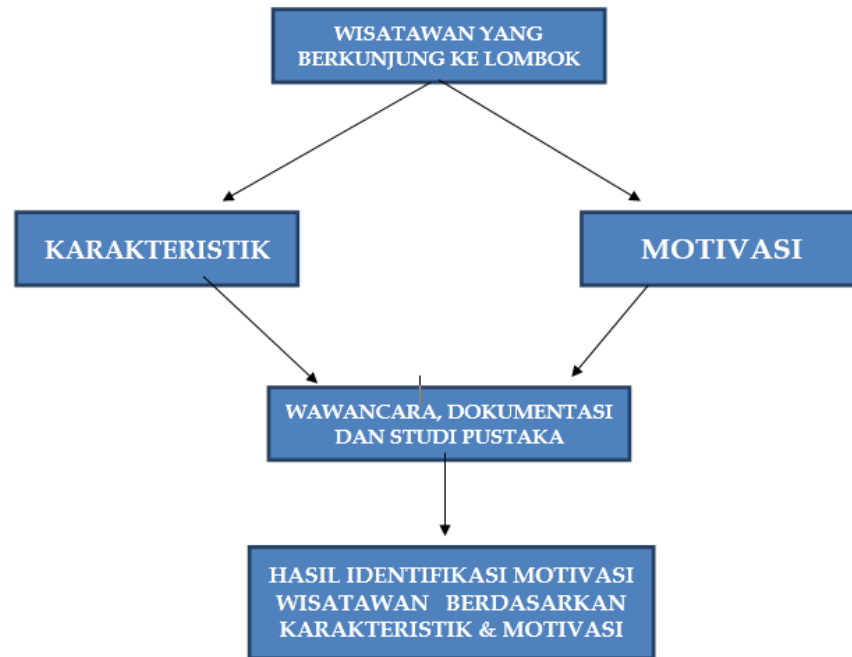 WISATAWAN YANG
BERKUNJUNG KE LOMBOK
KARAKTERISTIK
MOTIVASI
WAWANCARA, DOKUMENTASI
DAN STUDI PUSTAKA
HASIL IDENTIFIKASI MOTIVASI
WISATAWAN BERDASARKAN
KARAKTERISTIK & MOTIVASI